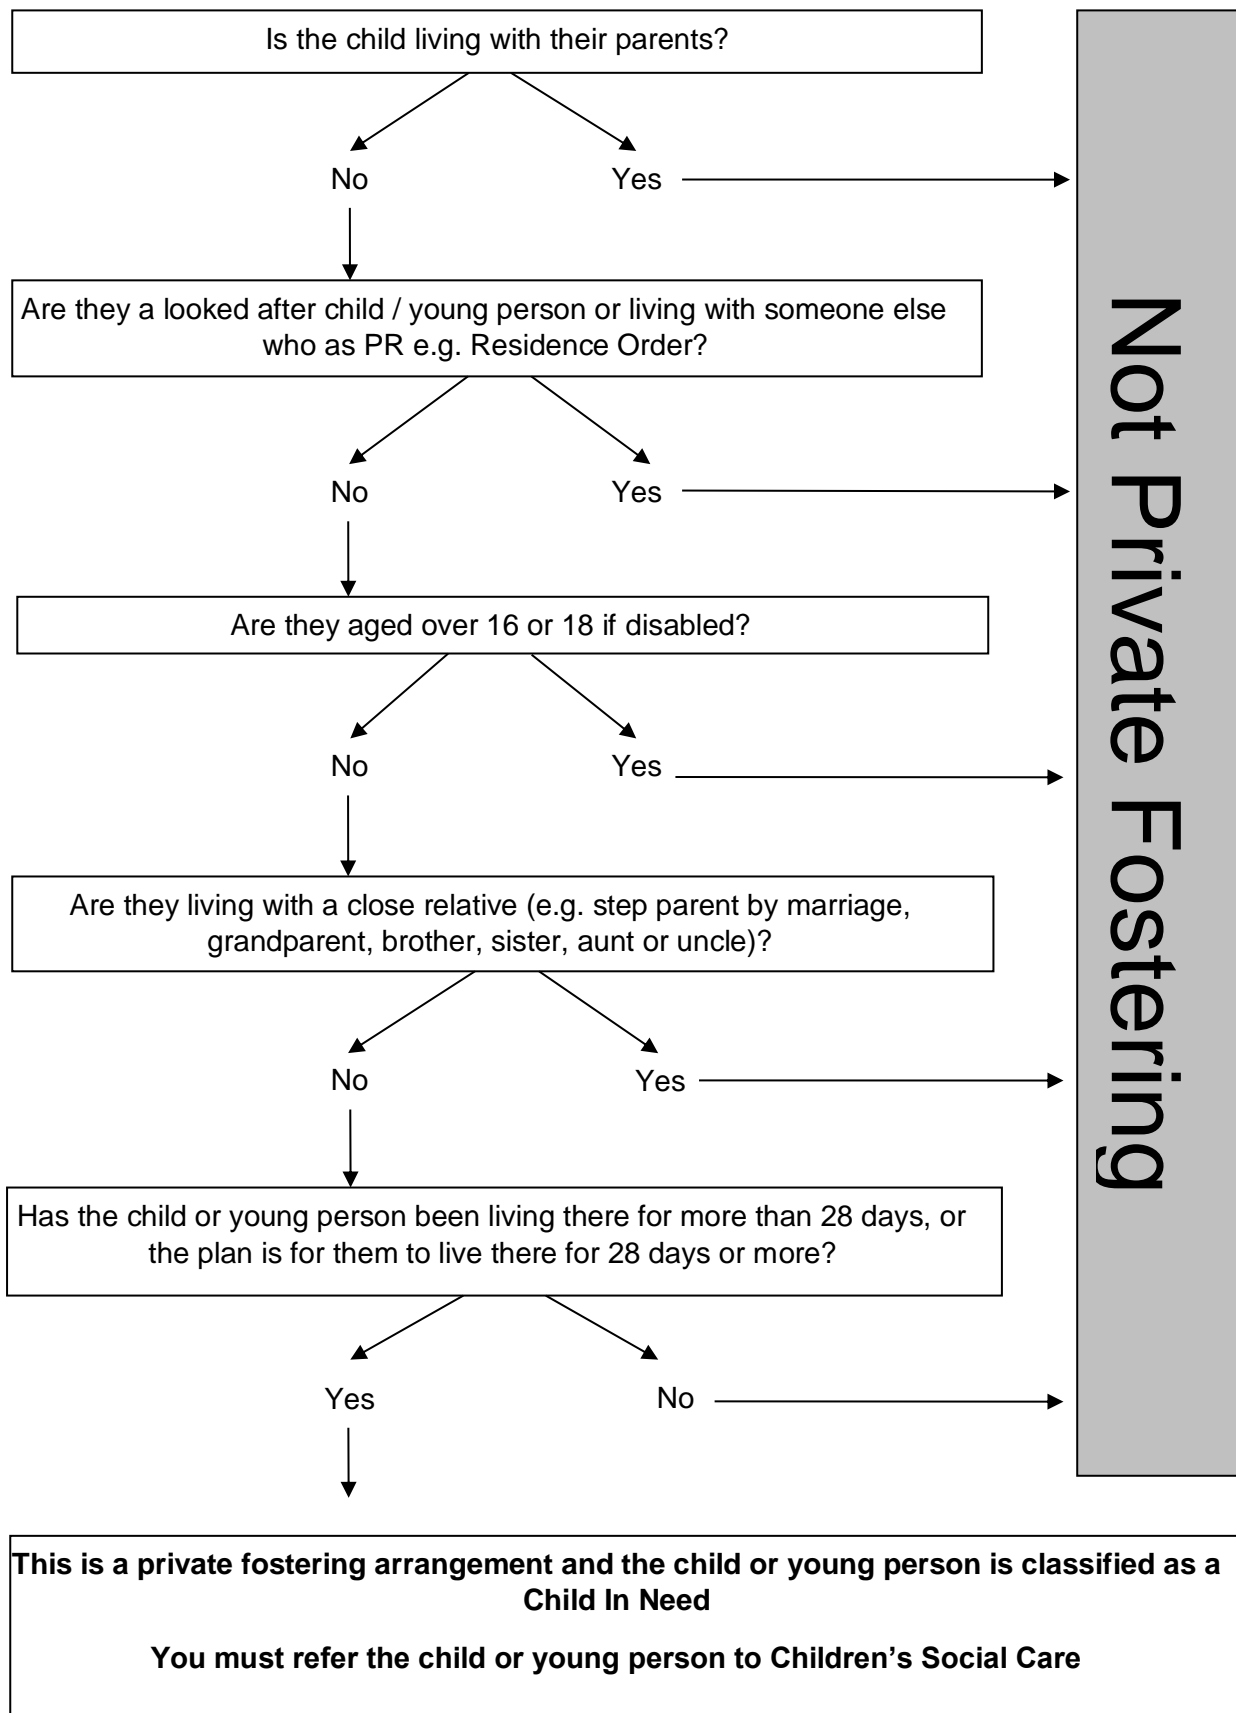 Is the child living with their parents?
No
Yes
Are they a looked after child / young person or living with someone else
who as PR e.g. Residence Order?
No
Yes
Are they aged over 16 or 18 if disabled?
No
Yes
Are they living with a close relative (e.g. step parent by marriage,
grandparent, brother, sister, aunt or uncle)?
No
Yes
Has the child or young person been living there for more than 28 days, or
the plan is for them to live there for 28 days or more?
Yes
No
Not Private Fostering
This is a private fostering arrangement and the child or young person is classified as a
Child In Need
You must refer the child or young person to Children's Social Care